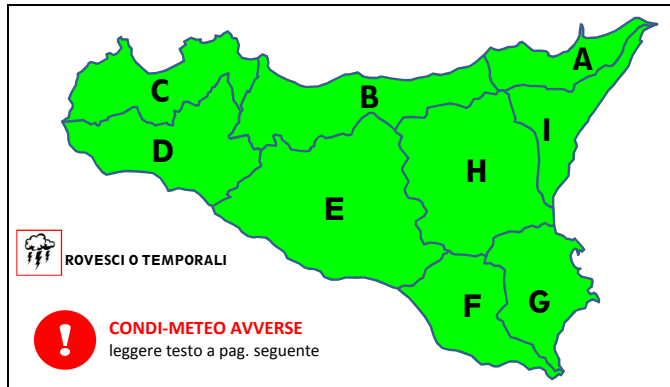 A
C
B
I
D
H
E
ROVESCI O TEMPORALI
F
G
!
CONDI-METEO AVVERSE
leggere testo a pag. seguente